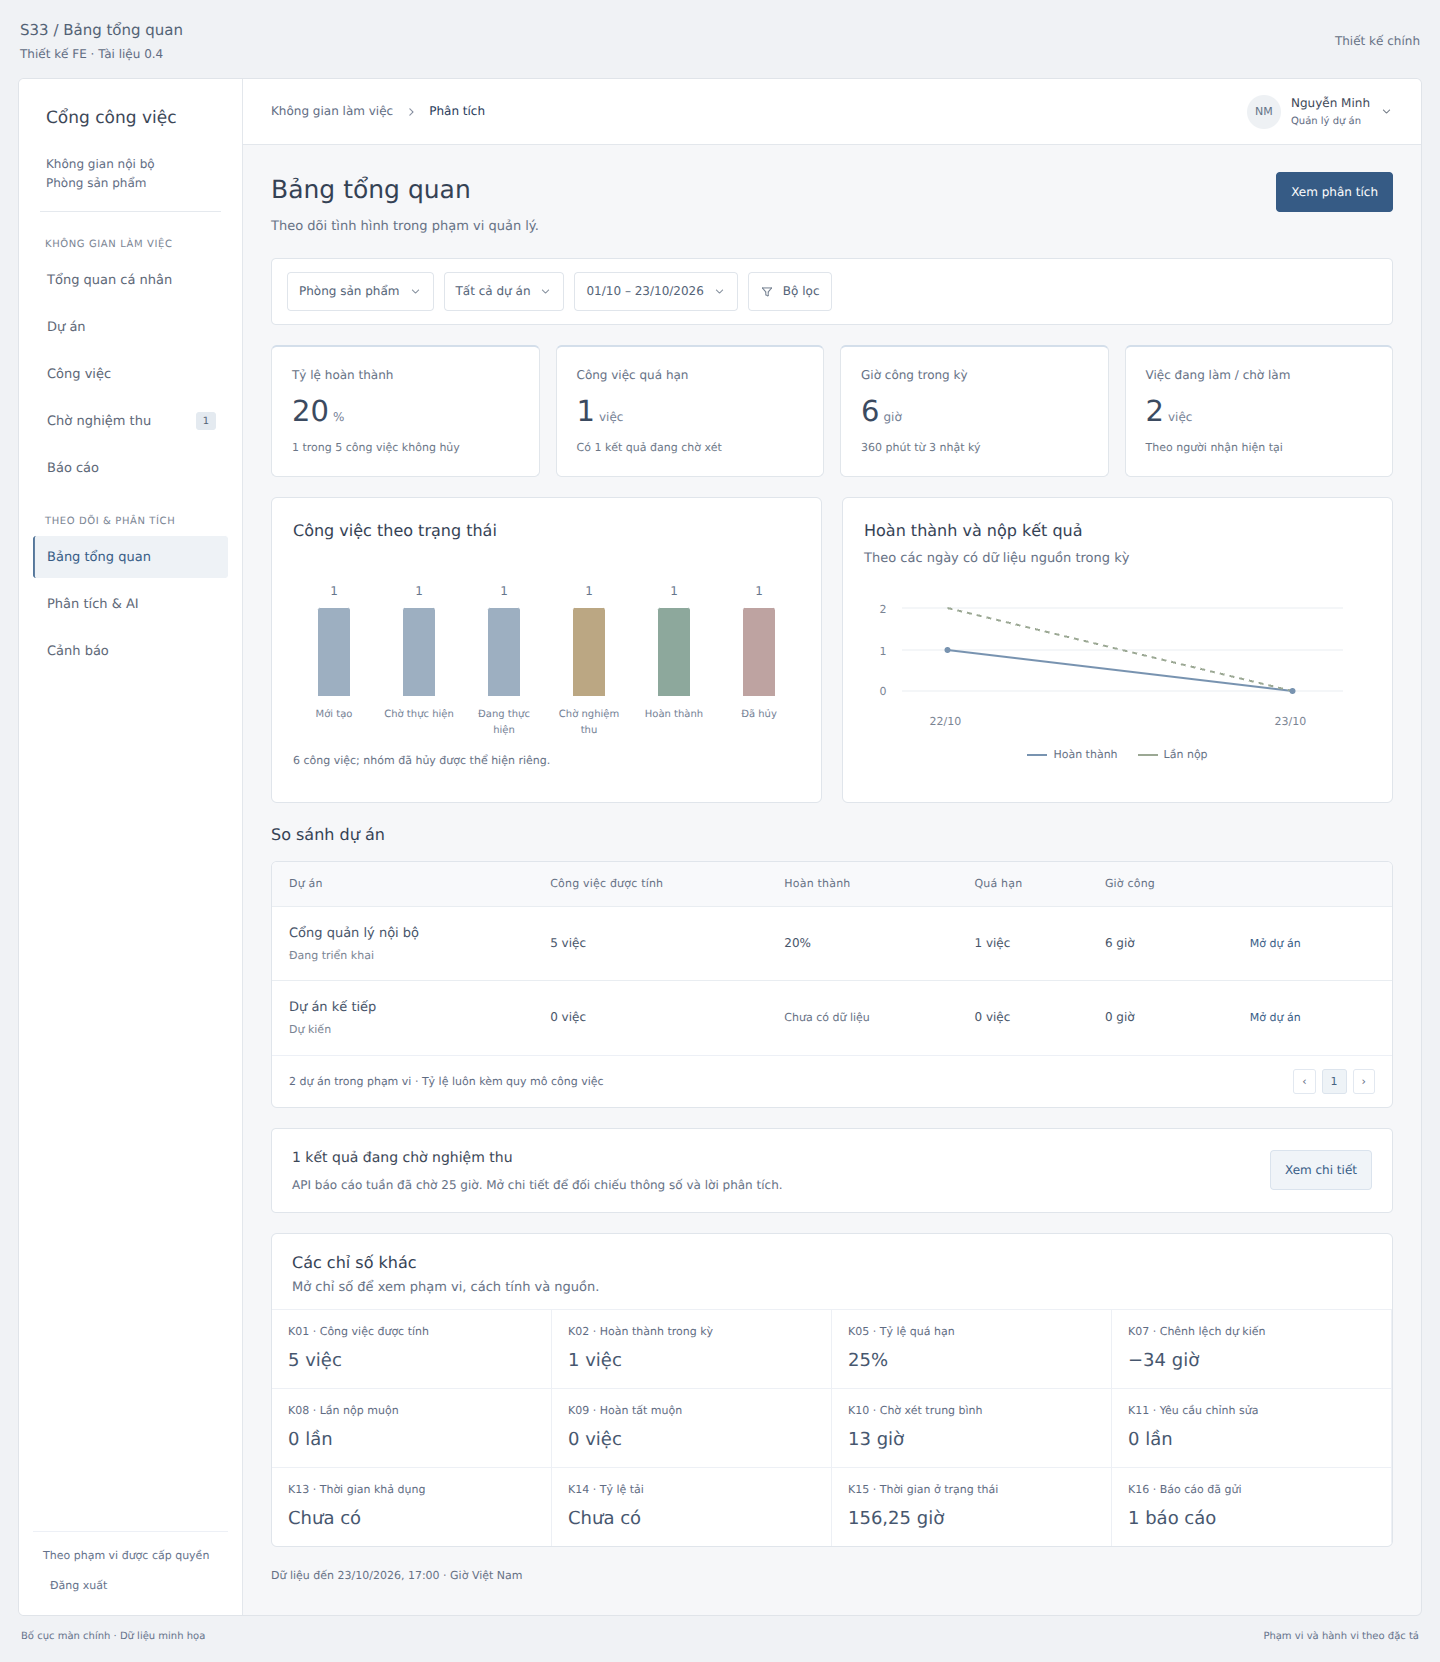 S33 / Bảng tổng quan
Thiết kế FE · Tài liệu 0.4
Thiết kế chính
Cổng công việc
Không gian nội bộ
Phòng sản phẩm
KHÔNG GIAN LÀM VIỆC
Tổng quan cá nhân
Dự án
Công việc
Chờ nghiệm thu 1
Báo cáo
THEO DÕI & PHÂN TÍCH
Bảng tổng quan
Phân tích & AI
Cảnh báo
Theo phạm vi được cấp quyền
Đăng xuất
Không gian làm việc > Phân tích
NM
Nguyễn Minh
Quản lý dự án
Bảng tổng quan
Theo dõi tình hình trong phạm vi quản lý.
Xem phân tích
Phòng sản phẩm
Tất cả dự án
01/10 – 23/10/2026
Bộ lọc
Tỷ lệ hoàn thành
20 %
1 trong 5 công việc không hủy
Công việc quá hạn
1 việc
Có 1 kết quả đang chờ xét
Giờ công trong kỳ
6 giờ
360 phút từ 3 nhật ký
Việc đang làm / chờ làm
2 việc
Theo người nhận hiện tại
Công việc theo trạng thái
1 1 1 1 1 1
Mới tạo
Chờ thực hiện
Đang thực
hiện
Chờ nghiệm
thu
Hoàn thành
Đã hủy
6 công việc; nhóm đã hủy được thể hiện riêng.
Hoàn thành và nộp kết quả
Theo các ngày có dữ liệu nguồn trong kỳ
2
1
0
22/10 23/10
Hoàn thành Lần nộp
So sánh dự án
Dự án Công việc được tính Hoàn thành Quá hạn Giờ công
Cổng quản lý nội bộ
Đang triển khai
5 việc 20% 1 việc 6 giờ Mở dự án
Dự án kế tiếp
Dự kiến
0 việc Chưa có dữ liệu 0 việc 0 giờ Mở dự án
2 dự án trong phạm vi · Tỷ lệ luôn kèm quy mô công việc
‹ 1 ›
1 kết quả đang chờ nghiệm thu
API báo cáo tuần đã chờ 25 giờ. Mở chi tiết để đối chiếu thông số và lời phân tích.
Xem chi tiết
Các chỉ số khác
Mở chỉ số để xem phạm vi, cách tính và nguồn.
K01 · Công việc được tính
5 việc
K02 · Hoàn thành trong kỳ
1 việc
K05 · Tỷ lệ quá hạn
25%
K07 · Chênh lệch dự kiến
−34 giờ
K08 · Lần nộp muộn
0 lần
K09 · Hoàn tất muộn
0 việc
K10 · Chờ xét trung bình
13 giờ
K11 · Yêu cầu chỉnh sửa
0 lần
K13 · Thời gian khả dụng
Chưa có
K14 · Tỷ lệ tải
Chưa có
K15 · Thời gian ở trạng thái
156,25 giờ
K16 · Báo cáo đã gửi
1 báo cáo
Dữ liệu đến 23/10/2026, 17:00 · Giờ Việt Nam
Bố cục màn chính · Dữ liệu minh họa
Phạm vi và hành vi theo đặc tả